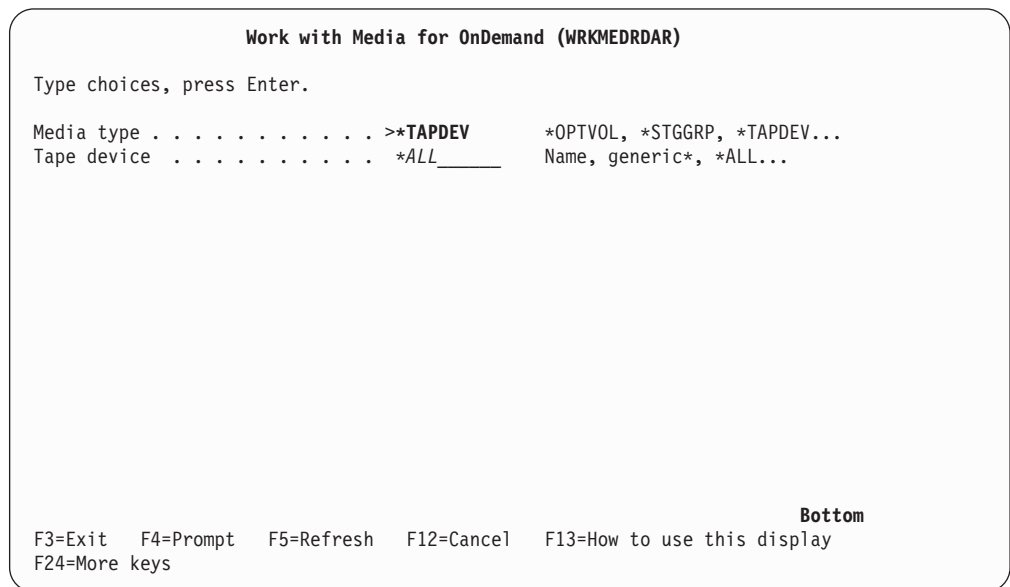 Work with Media for OnDemand (WRKMEDRDAR)
Type choices, press Enter.
Media type . . . . . . . . . . . >*TAPDEV *OPTVOL, *STGGRP, *TAPDEV...
Tape device . . . . . . . . . . *ALL______ Name, generic*, *ALL...
Bottom
F3=Exit F4=Prompt F5=Refresh F12=Cancel F13=How to use this display
F24=More keys